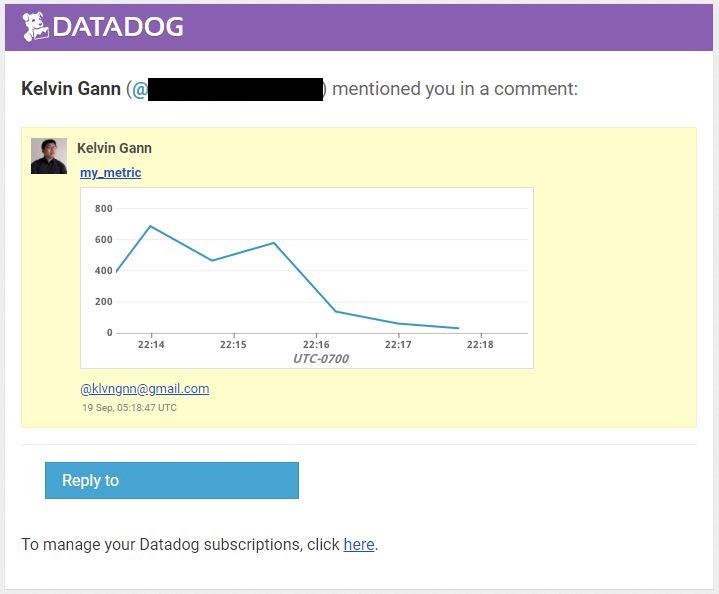 DATADOG
Kelvin Gann (@ ) mentioned you in a comment:
Kelvin Gann
my_metric
800
600
400
200
0
22:14 22:15 22:16 22:17 22:18
UTC-0700
@klvngnn@gmail.com
19 Sep, 05:18:47 UTC
Reply to
To manage your Datadog subscriptions, click here.